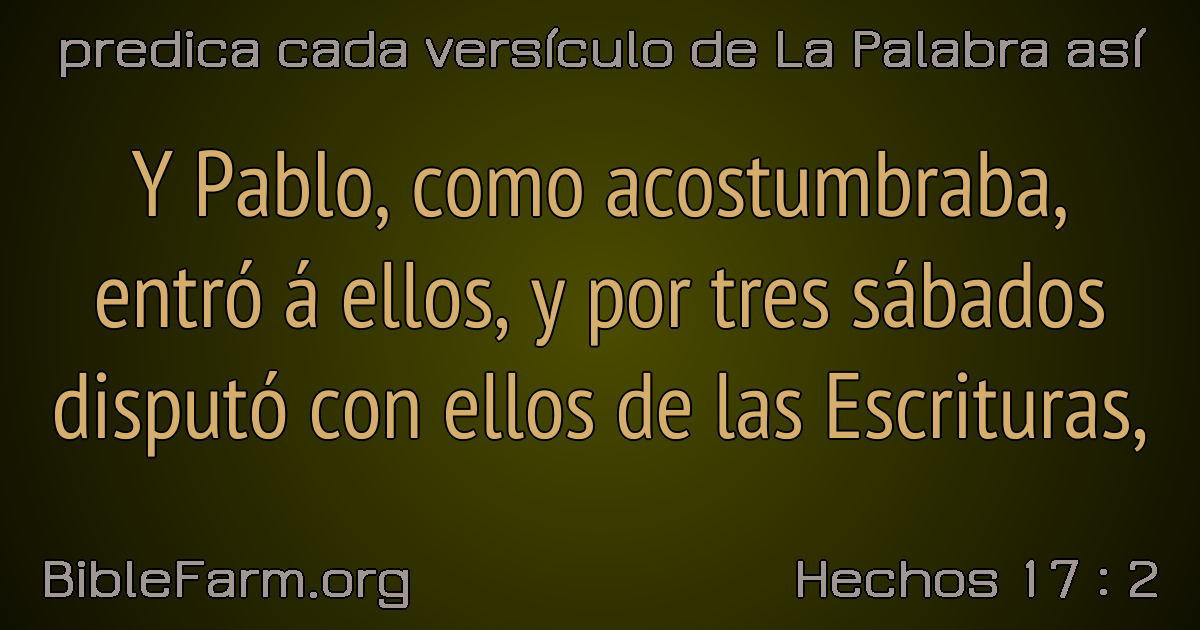 predica cada versículo de La Palabra así
Y Pablo, como acostumbraba,
entró á ellos, y por tres sábados
disputó con ellos de las Escrituras,
BibleFarm.org
Hechos 17 : 2